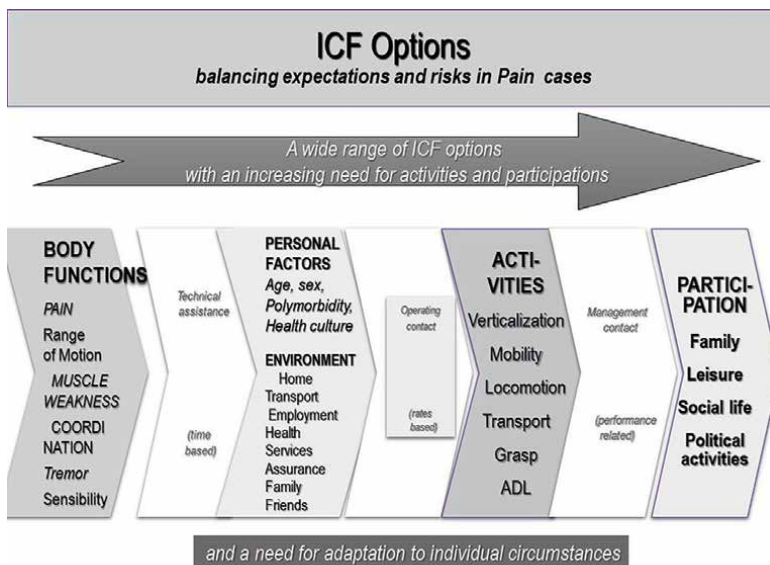 ICF Options
balancing expectations and risks in Pain cases
A wide range of ICF options
with an increasing need for activities and participations
BODY
FUNCTIONS
PAIN
Range
of Motion
MUSCLE
WEAKNESS
COORDI
NATION
Tremor
Sensibility
Technical
assistance
(time
based)
PERSONAL
FACTORS
Age, sex,
Polymorbidity,
Health culture
ENVIRONMENT
Home
Transport
Employment
Health
Services
Assurance
Family
Friends
Operating
contact
(rates
based)
ACTI-
VITIES
Verticalization
Mobility
Locomotion
Transport
Grasp
ADL
Management
contact
(performance
related)
PARTICI-
PATION
Family
Leisure
Social life
Political
activities
and a need for adaptation to individual circumstances